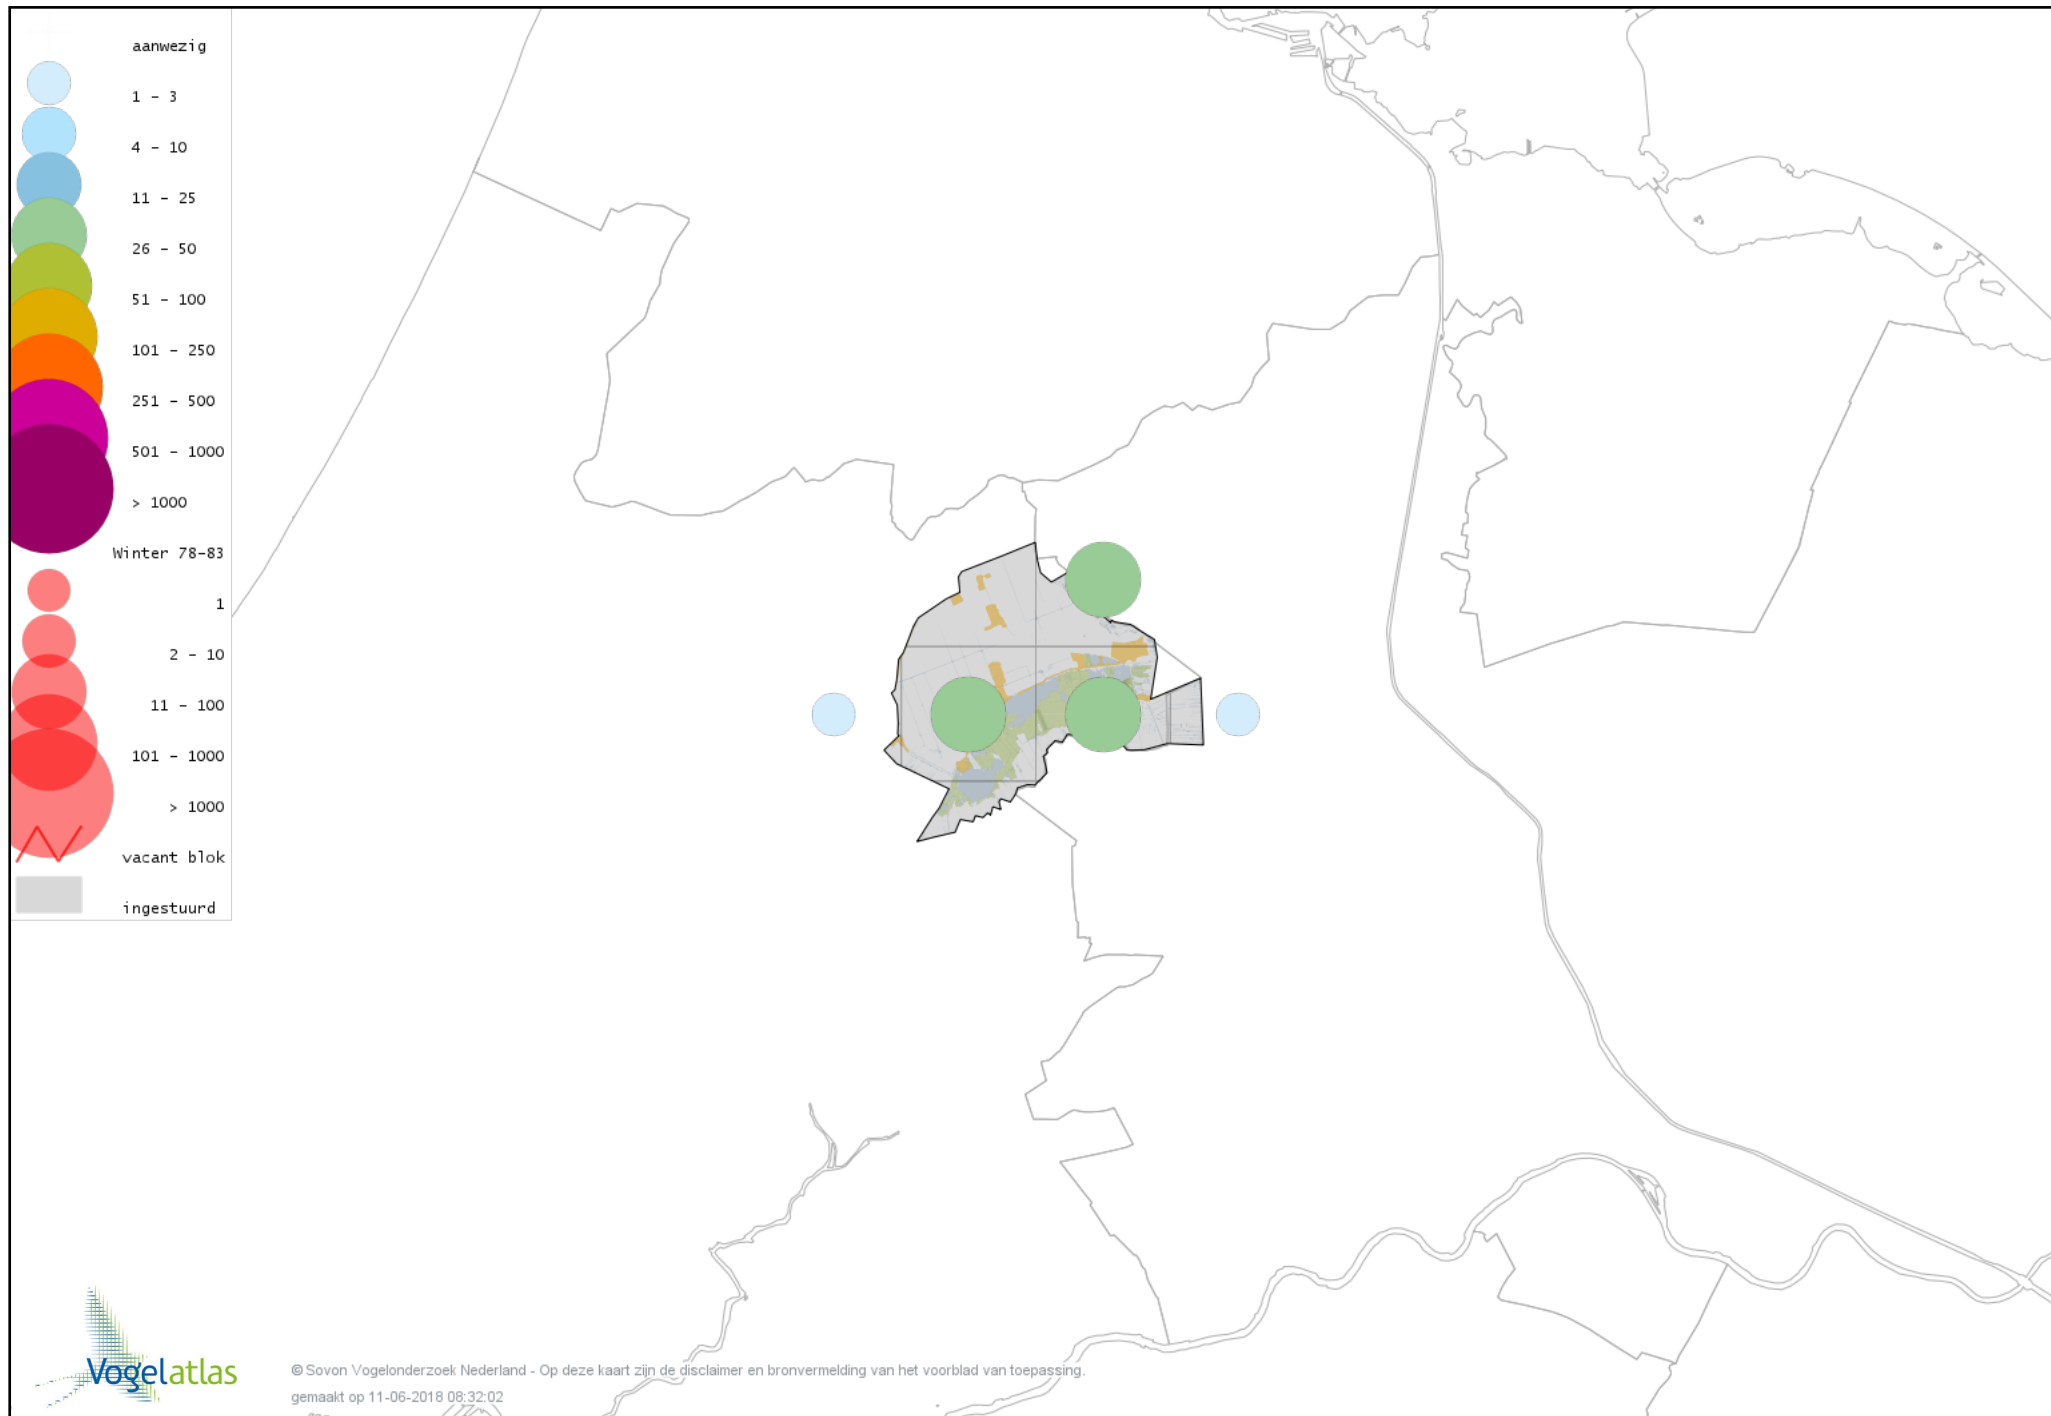 aanwezig
1 - 3
4 - 10
11 - 25
26 - 50
51 - 100
101 - 250
251 - 500
501 - 1000
> 1000
Winter 78-83
1
2 - 10
11 - 100
101 - 1000
> 1000
vacant blok
ingestuurd
Vogelatlas
© Sovon Vogelonderzoek Nederland - Op deze kaart zijn de disclaimer en bronvermelding van het voorblad van toepassing.
gemaakt op 11-06-2018 08:32:02